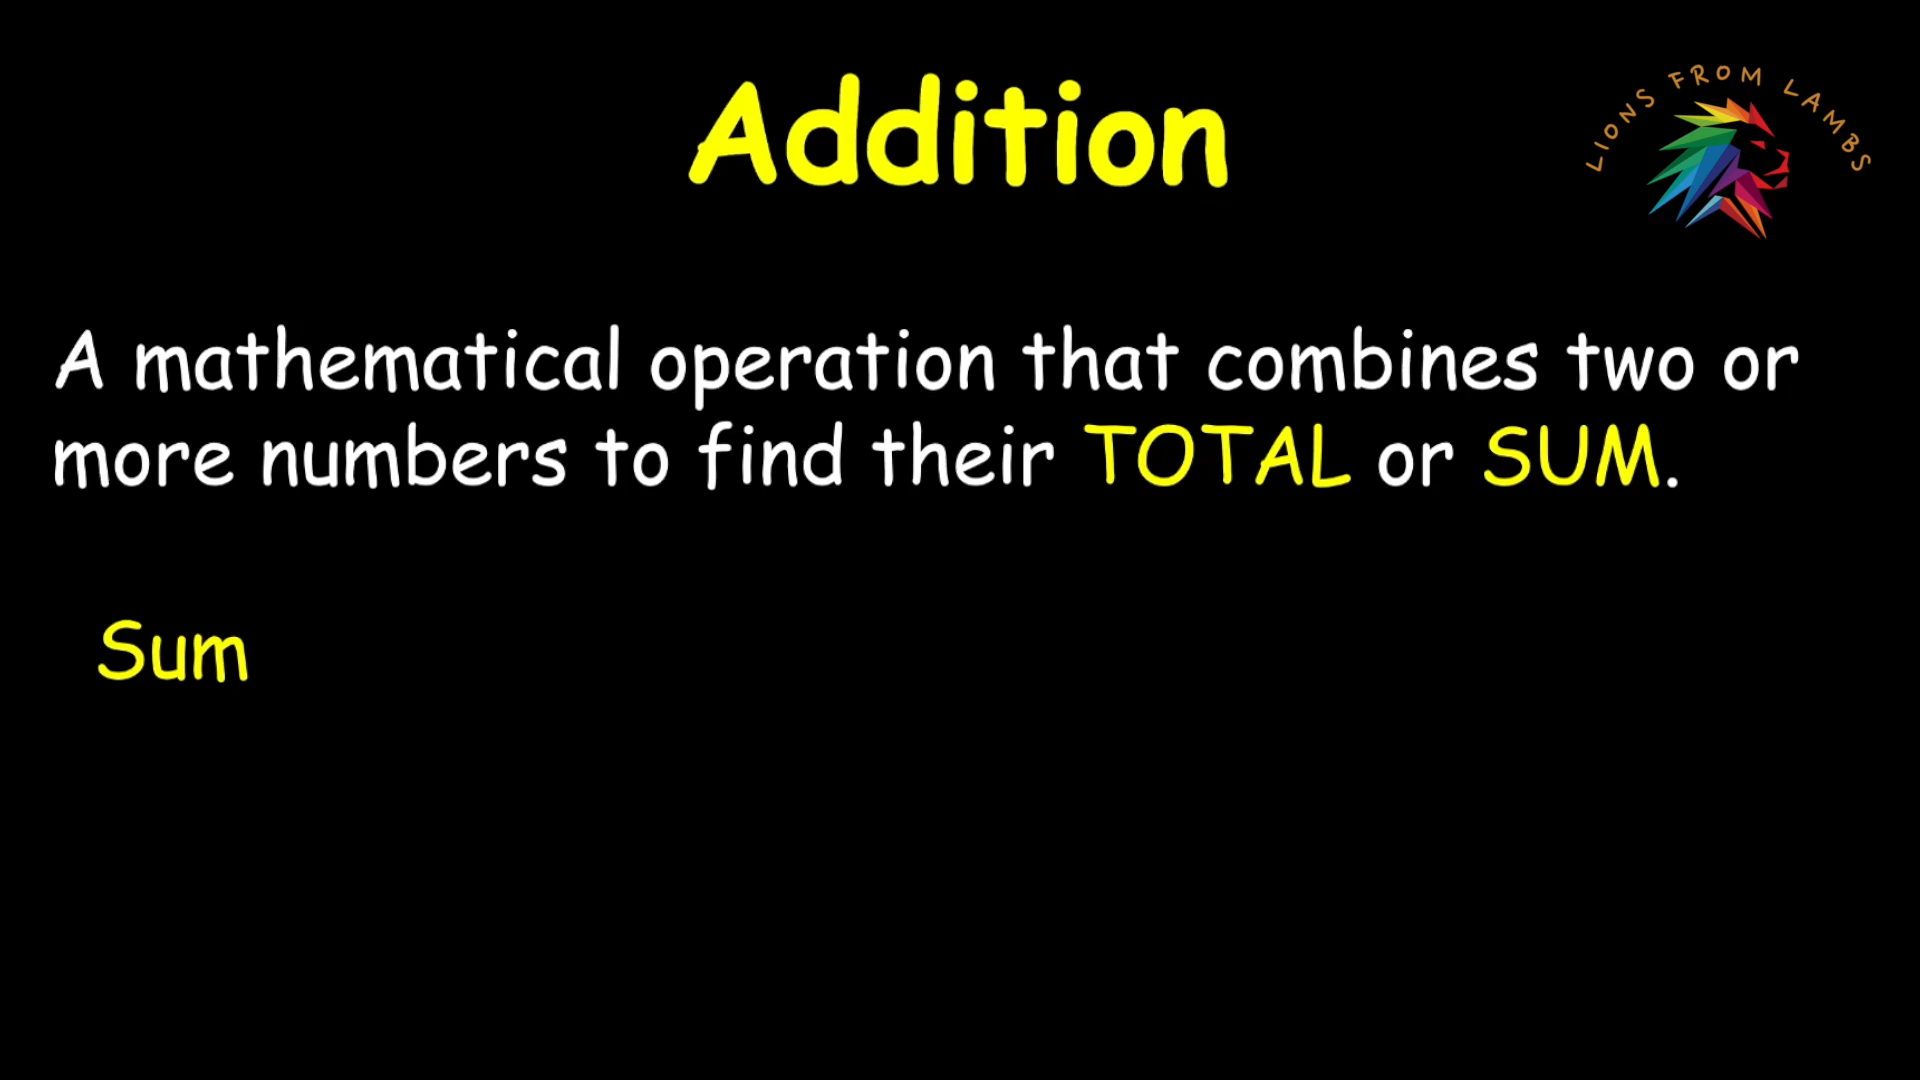 Addition
LIONS FROM LAMBS
A mathematical operation that combines two or
more numbers to find their TOTAL or SUM.
Sum